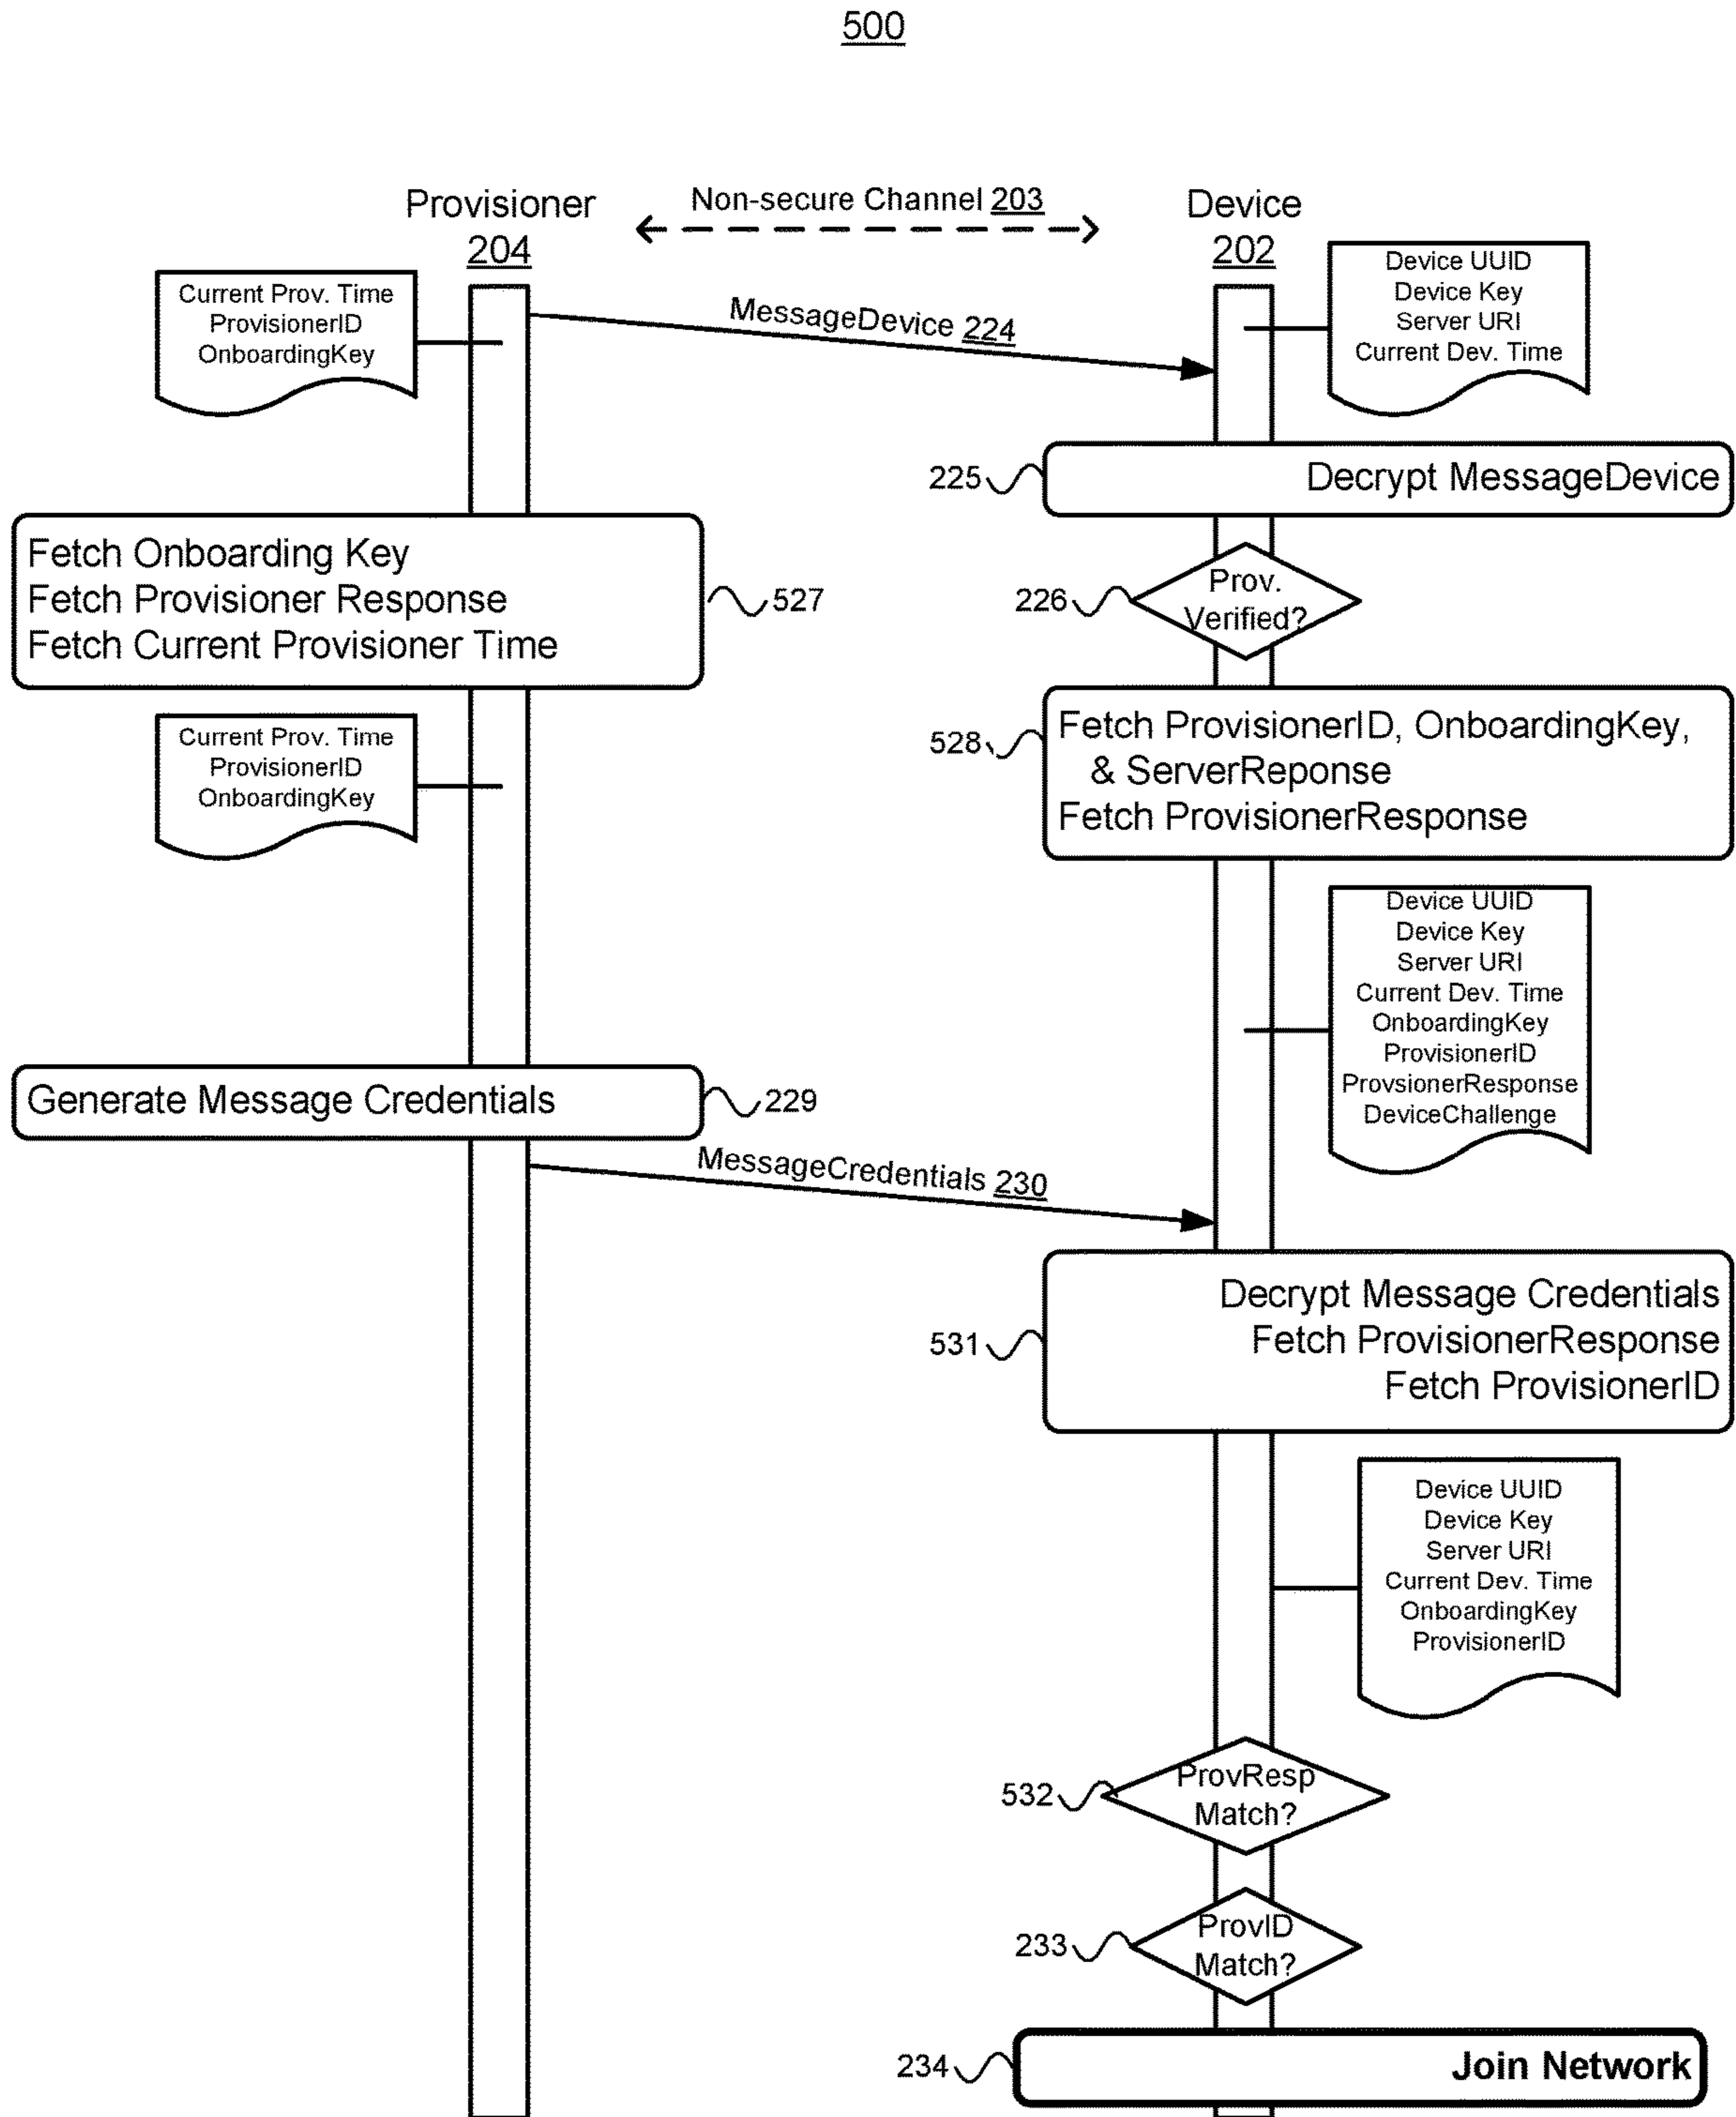 500
Provisioner
204
Non-secure Channel 203
Device
202
Current Prov. Time
ProvisionerID
OnboardingKey
MessageDevice 224
Device UUID
Device Key
Server URI
Current Dev. Time
225
Decrypt MessageDevice
Fetch Onboarding Key
Fetch Provisioner Response
Fetch Current Provisioner Time
527
226
Prov.
Verified?
Current Prov. Time
ProvisionerID
OnboardingKey
528
Fetch ProvisionerID, OnboardingKey,
& ServerReponse
Fetch ProvisionerResponse
Device UUID
Device Key
Server URI
Current Dev. Time
OnboardingKey
ProvisionerID
ProvsionerResponse
DeviceChallenge
Generate Message Credentials
229
MessageCredentials 230
531
Decrypt Message Credentials
Fetch ProvisionerResponse
Fetch ProvisionerID
Device UUID
Device Key
Server URI
Current Dev. Time
OnboardingKey
ProvisionerID
532
ProvResp
Match?
233
ProvID
Match?
234
Join Network